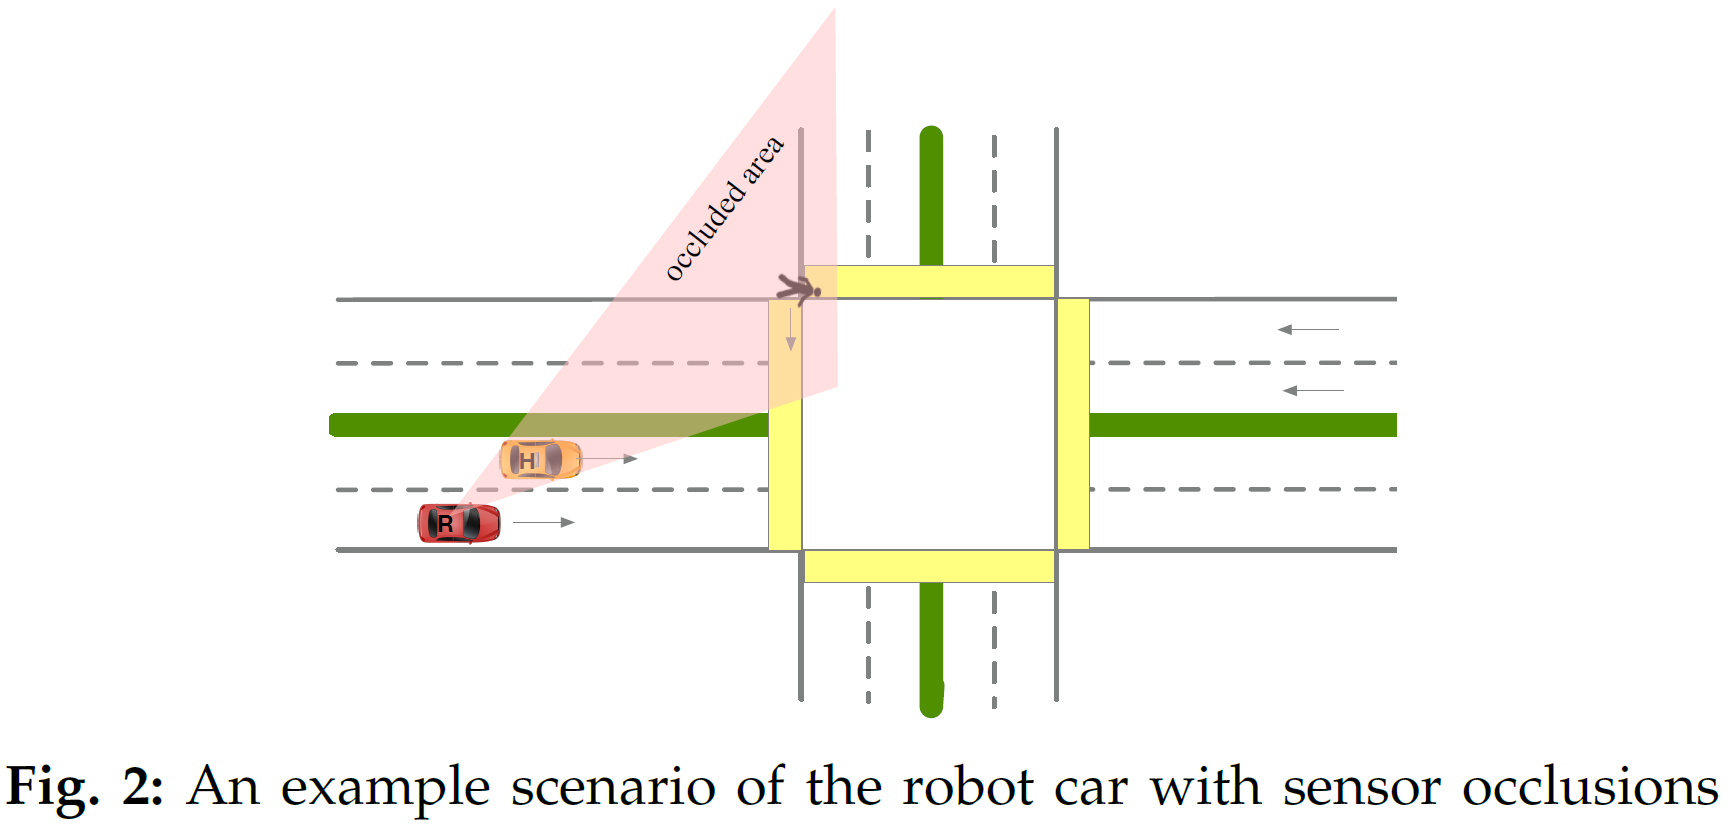 occluded area
H
R
Fig. 2: An example scenario of the robot car with sensor occlusions